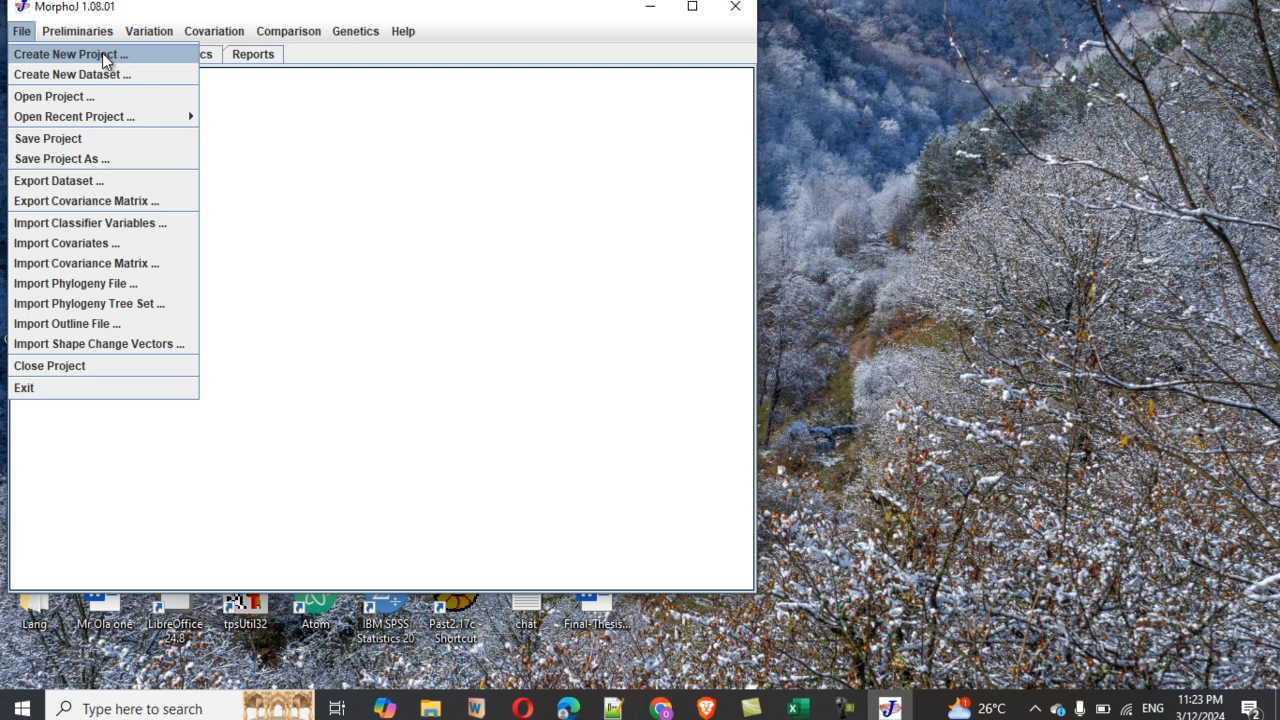 MorphoJ 1.08.01
File Preliminaries Variation Covariation Comparison Genetics Help
cs Reports
Create New Project ...
Create New Dataset ...
Open Project ...
Open Recent Project ...
Save Project
Save Project As ...
Export Dataset ...
Export Covariance Matrix ...
Import Classifier Variables ...
Import Covariates ...
Import Covariance Matrix ...
Import Phylogeny File ...
Import Phylogeny Tree Set ...
Import Outline File ...
Import Shape Change Vectors ...
Close Project
Exit
Lang
Mr Ola one
LibreOffice 24.8
tpsUtil32
Atom
IBM SPSS Statistics 20
Past2.17c - Shortcut
chat
Final-Thesis...
Type here to search
26°C
ENG
11:23 PM
3/12/2024
2